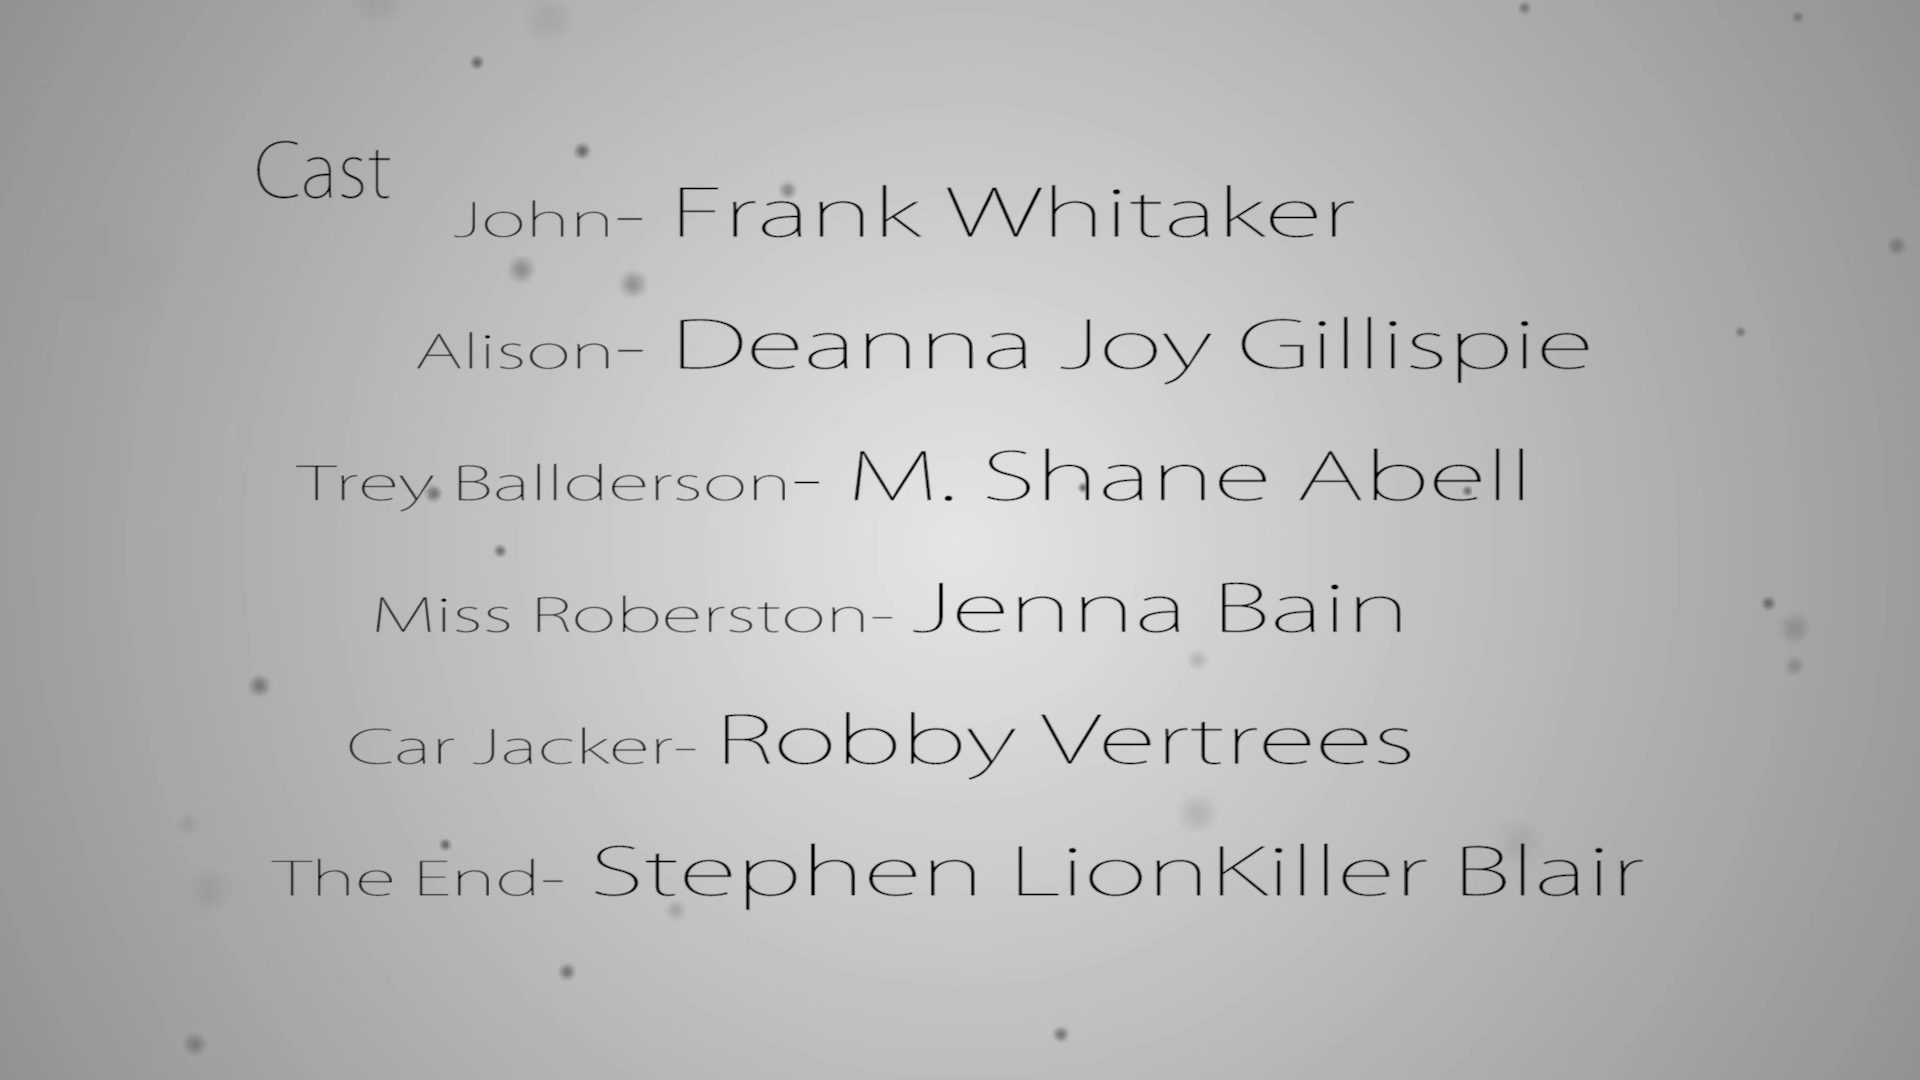 Cast
John- Frank Whitaker
Alison- Deanna Joy Gillispie
Trey Ballderson- M. Shane Abell
Miss Roberston- Jenna Bain
Car Jacker- Robby Vertrees
The End- Stephen LionKiller Blair